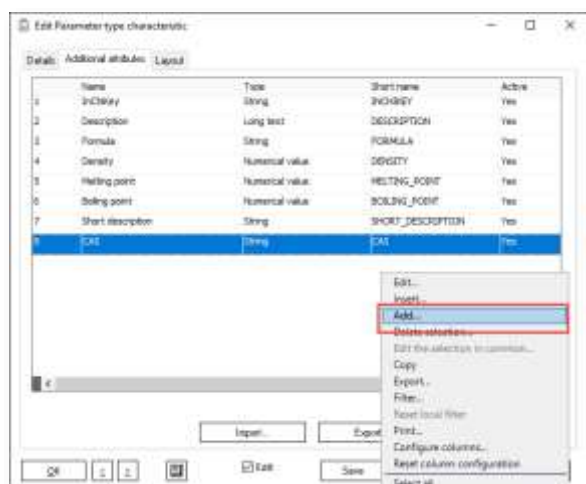 Edit Parameter type characteristic
Details Additional attributes Layout
Name Type Short name Active
1 InChIKey String INCHIKEY Yes
2 Description Long text DESCRIPTION Yes
3 Formula String FORMULA Yes
4 Density Numerical value DENSITY Yes
5 Melting point Numerical value MELTING_POINT Yes
6 Boiling point Numerical value BOILING_POINT Yes
7 Short description String SHORT_DESCRIPTION Yes
8 CAS String CAS Yes
Edit...
Insert...
Add...
Delete selection...
Edit the selection in common...
Copy
Export...
Filter...
Reset local filter
Print...
Configure columns...
Reset column configuration
Select all
Import... Export
OK Edit Save